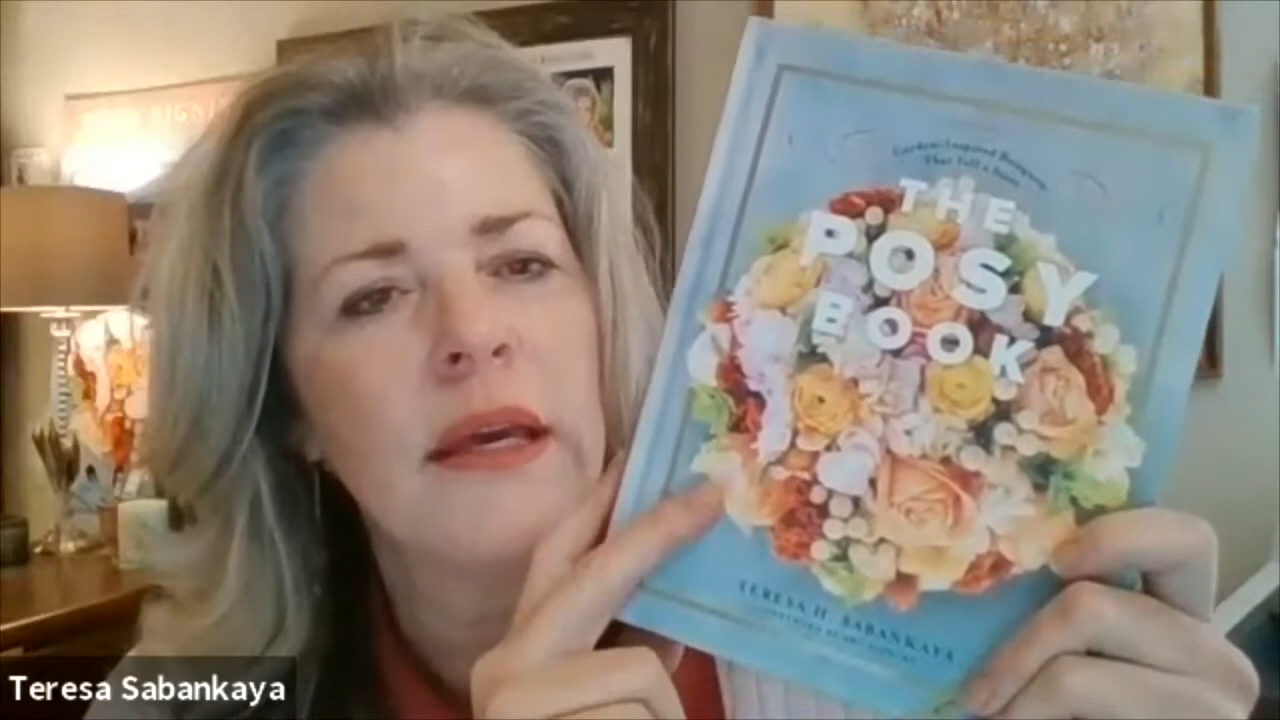 Garden-Inspired Bouquets
That Tell a Story
THE
POSY
BOOK
TERESA H. SABANKAYA
Teresa Sabankaya